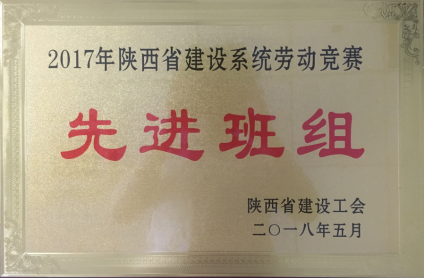 2017年陕西省建设系统劳动竞赛
先进班组
陕西省建设工会
二〇一八年五月